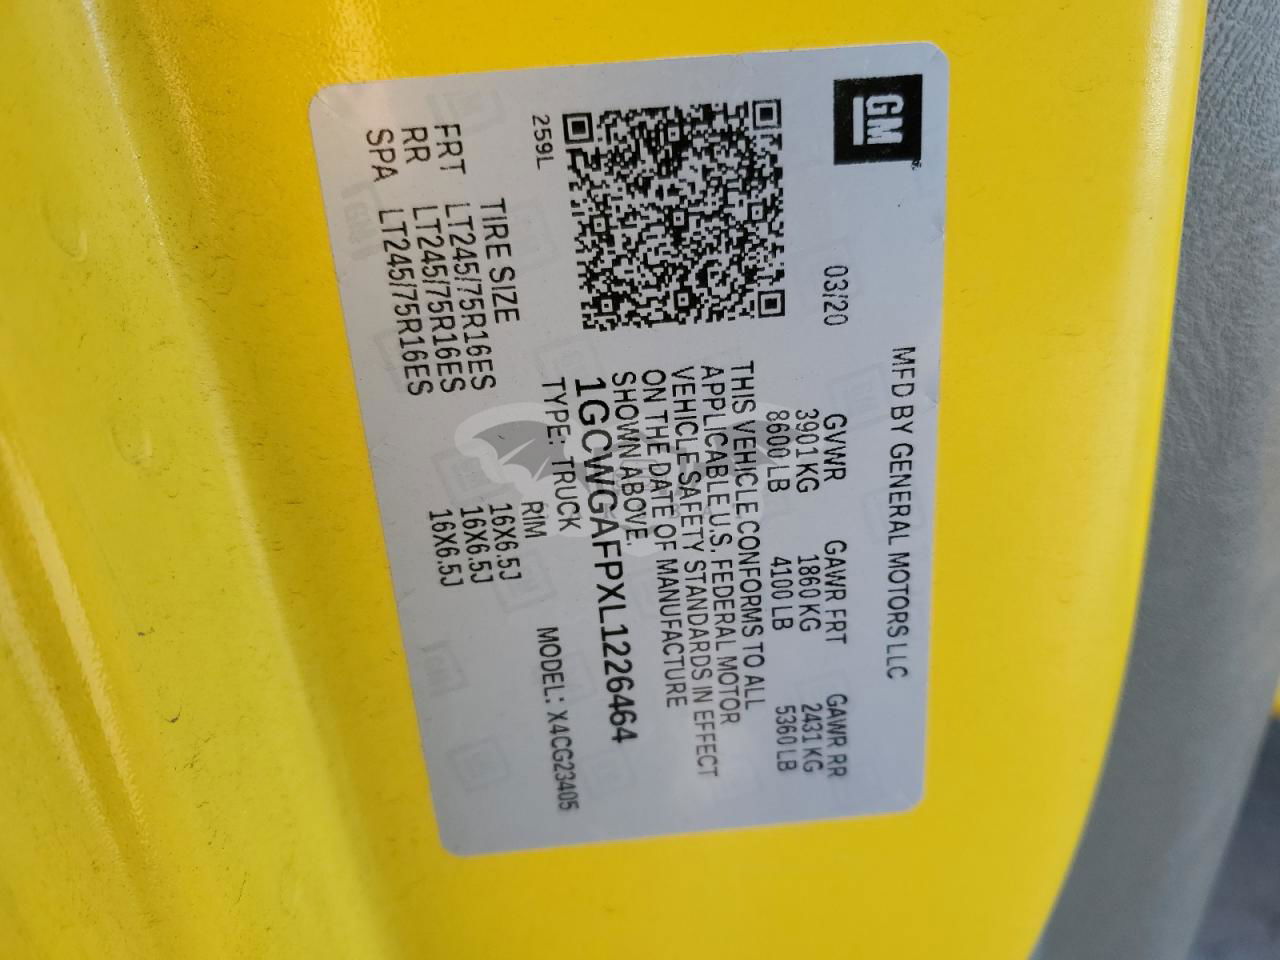 GM
MFD BY GENERAL MOTORS LLC
03/20 GVWR GAWR FRT GAWR RR
3901 KG 1860 KG 2431 KG
8600 LB 4100 LB 5360 LB
THIS VEHICLE CONFORMS TO ALL
APPLICABLE U.S. FEDERAL MOTOR
VEHICLE SAFETY STANDARDS IN EFFECT
ON THE DATE OF MANUFACTURE
SHOWN ABOVE.
1GCWGAFPXL1226464
259L TYPE: TRUCK MODEL: X4CG23405
TIRE SIZE RIM
FRT LT245/75R16ES 16X6.5J
RR LT245/75R16ES 16X6.5J
SPA LT245/75R16ES 16X6.5J